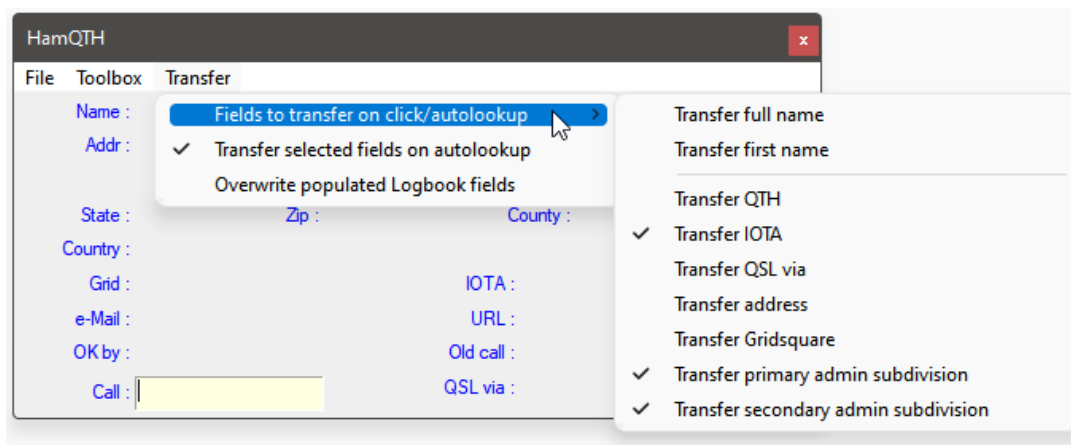 HamQTH
x
File Toolbox Transfer
Name :
Fields to transfer on click/autolookup
Transfer full name
Addr :
Transfer selected fields on autolookup
Transfer first name
Overwrite populated Logbook fields
Transfer QTH
State : Zip : County :
Transfer IOTA
Country :
Transfer QSL via
Grid : IOTA :
Transfer address
e-Mail : URL :
Transfer Gridsquare
OK by : Old call :
Transfer primary admin subdivision
Call : QSL via :
Transfer secondary admin subdivision